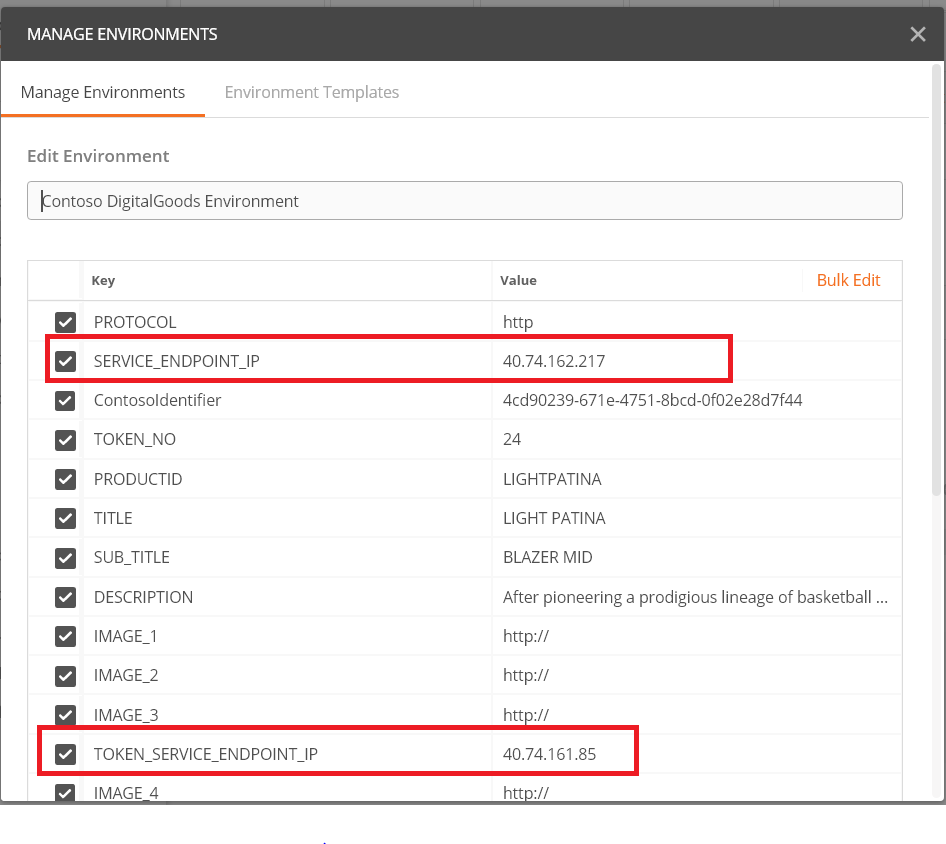 MANAGE ENVIRONMENTS
Manage Environments Environment Templates
Edit Environment
Contoso DigitalGoods Environment
Key Value Bulk Edit
PROTOCOL http
SERVICE_ENDPOINT_IP 40.74.162.217
ContosoIdentifier 4cd90239-671e-4751-8bcd-0f02e28d7f44
TOKEN_NO 24
PRODUCTID LIGHTPATINA
TITLE LIGHT PATINA
SUB_TITLE BLAZER MID
DESCRIPTION After pioneering a prodigious lineage of basketball ...
IMAGE_1 http://
IMAGE_2 http://
IMAGE_3 http://
TOKEN_SERVICE_ENDPOINT_IP 40.74.161.85
IMAGE_4 http://